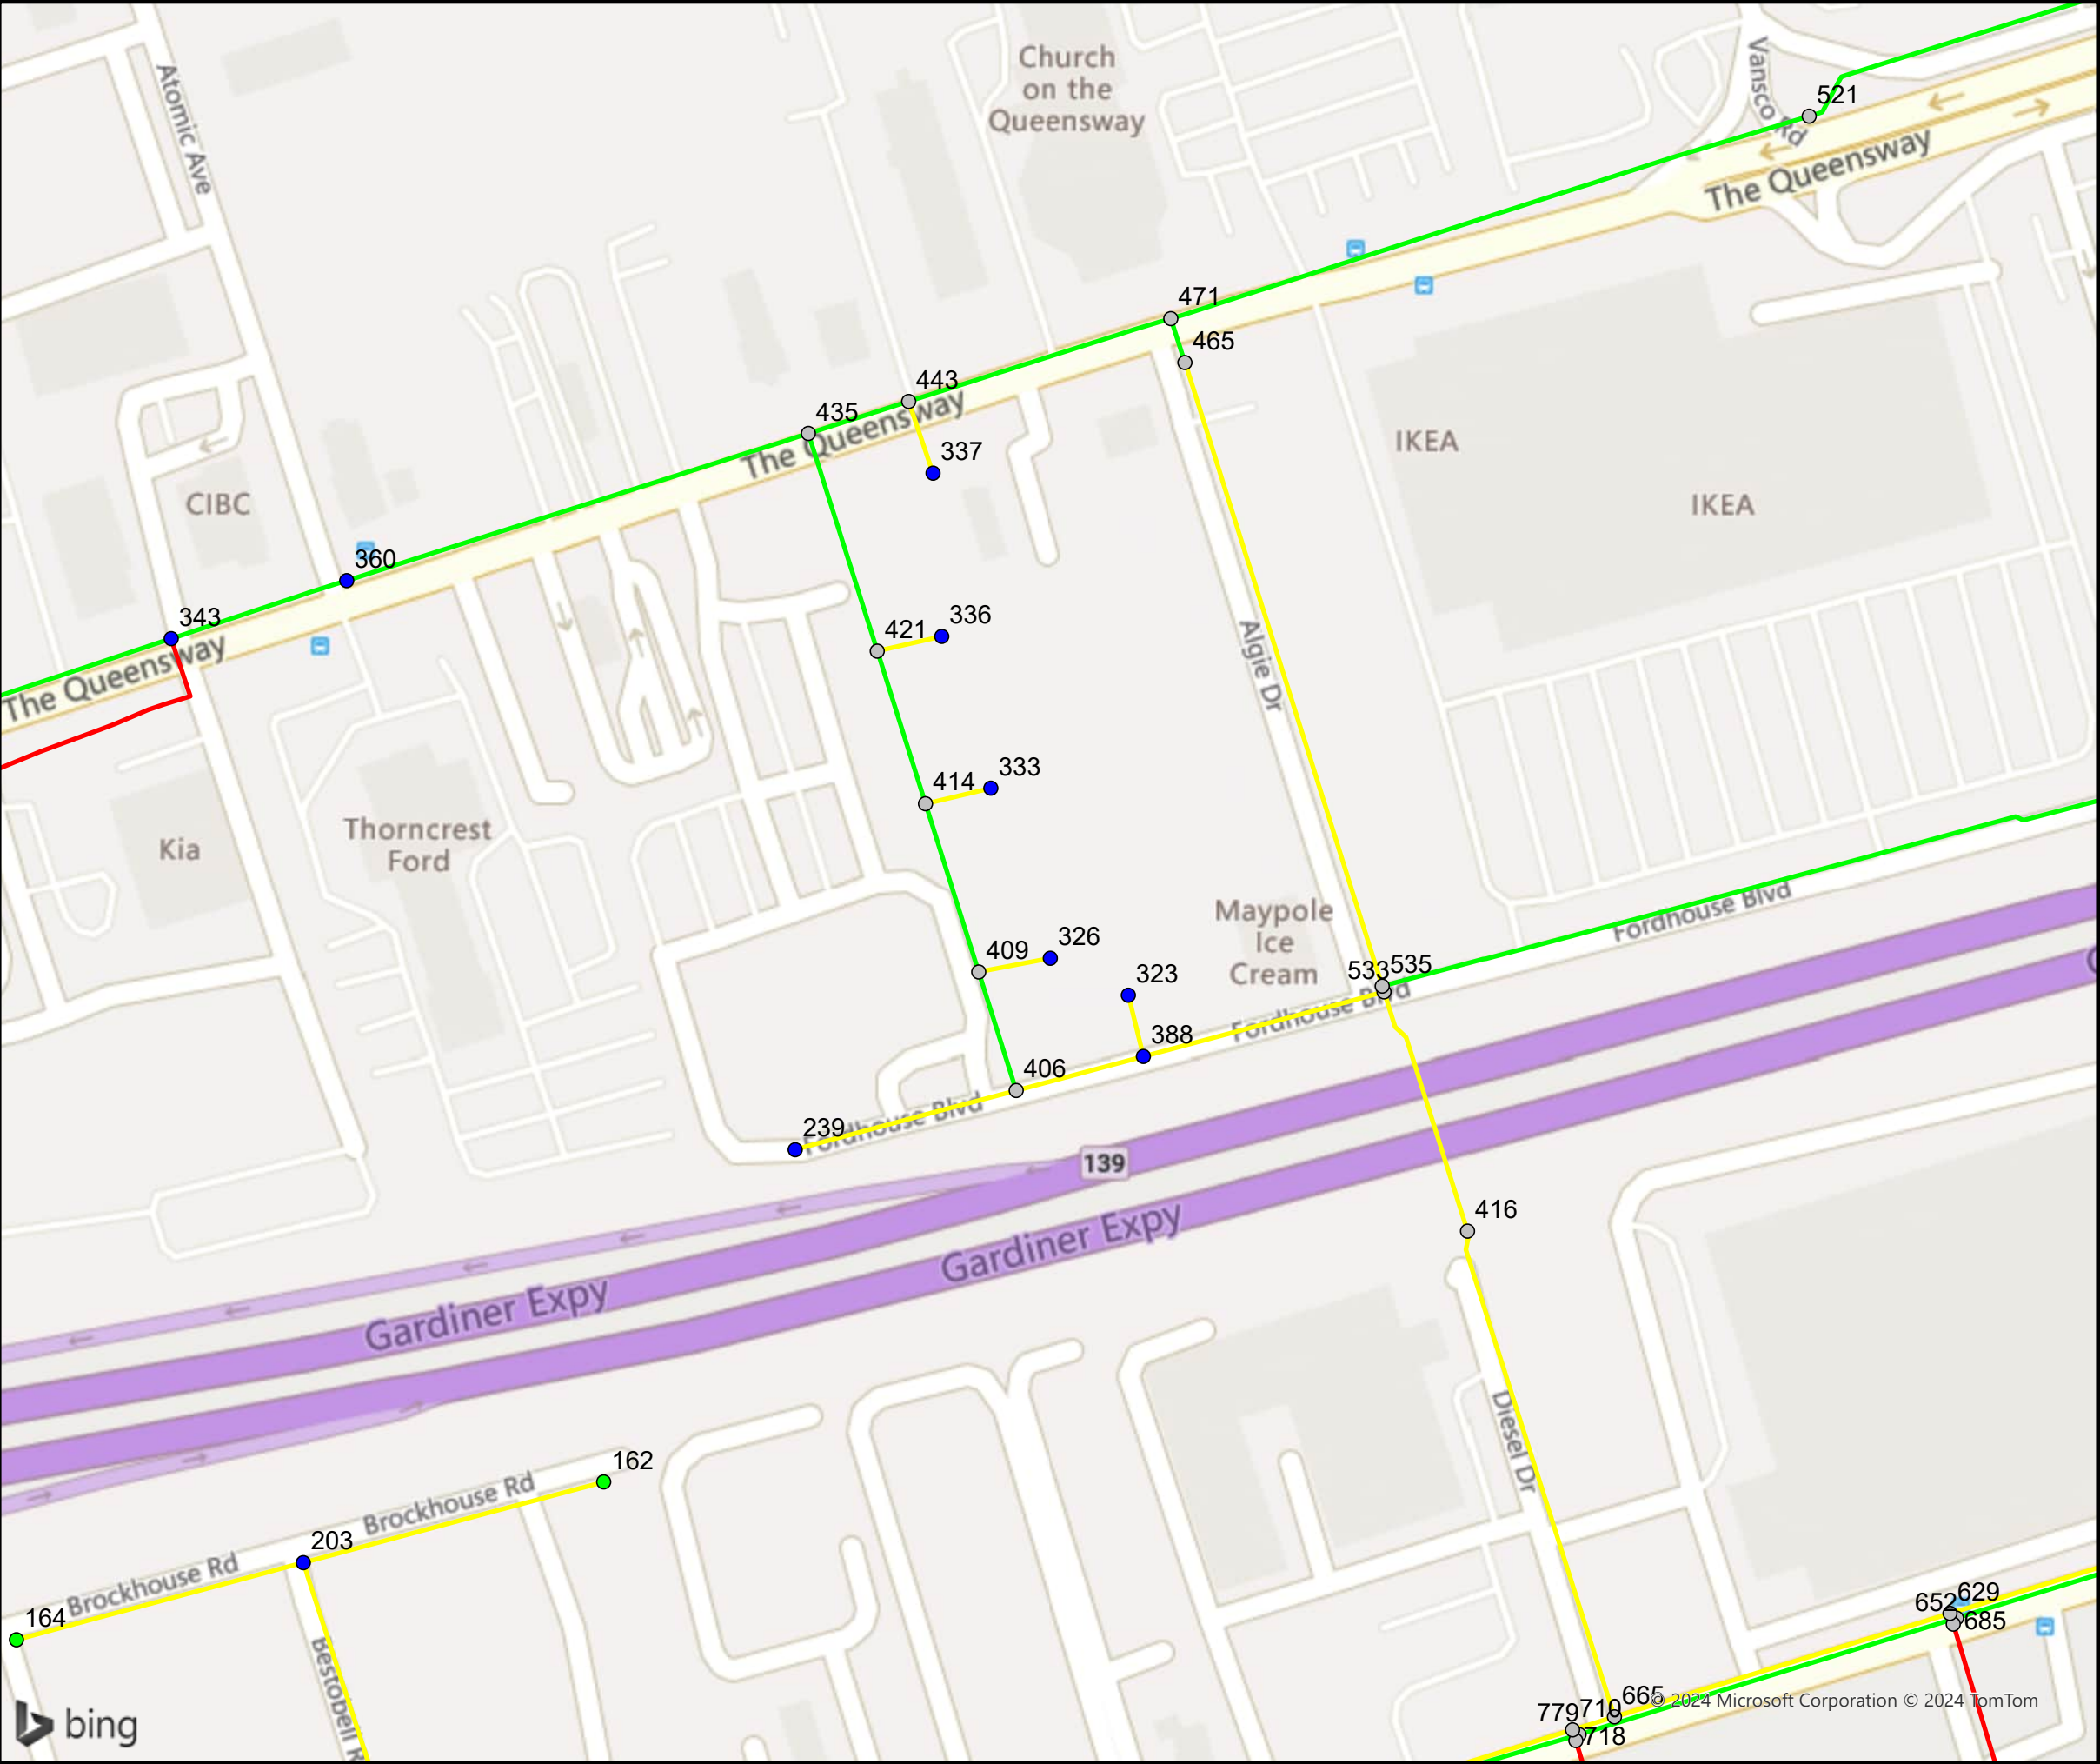 Church
on the
Queensway
Atomic Ave
Vansco Rd
521
The Queensway
471
465
443
435
The Queensway
337
IKEA
IKEA
CIBC
360
343
The Queensway
421
336
Algie Dr
414
333
Thorncrest
Ford
Kia
Maypole
Ice
Cream
Fordhouse Blvd
409
326
323
533
535
Fordhouse Blvd
388
406
239
Fordhouse Blvd
139
416
Gardiner Expy
Gardiner Expy
Diesel Dr
162
Brockhouse Rd
203
Brockhouse Rd
164
Bestobell R
652
629
685
665
710
779
718
© 2024 Microsoft Corporation © 2024 TomTom
bing